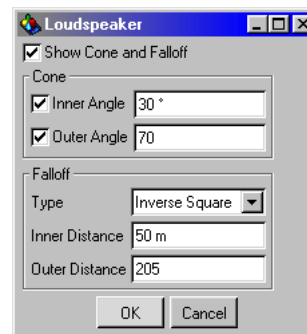 Loudspeaker
Show Cone and Falloff
Cone
Inner Angle 30 °
Outer Angle 70
Falloff
Type Inverse Square
Inner Distance 50 m
Outer Distance 205
OK Cancel